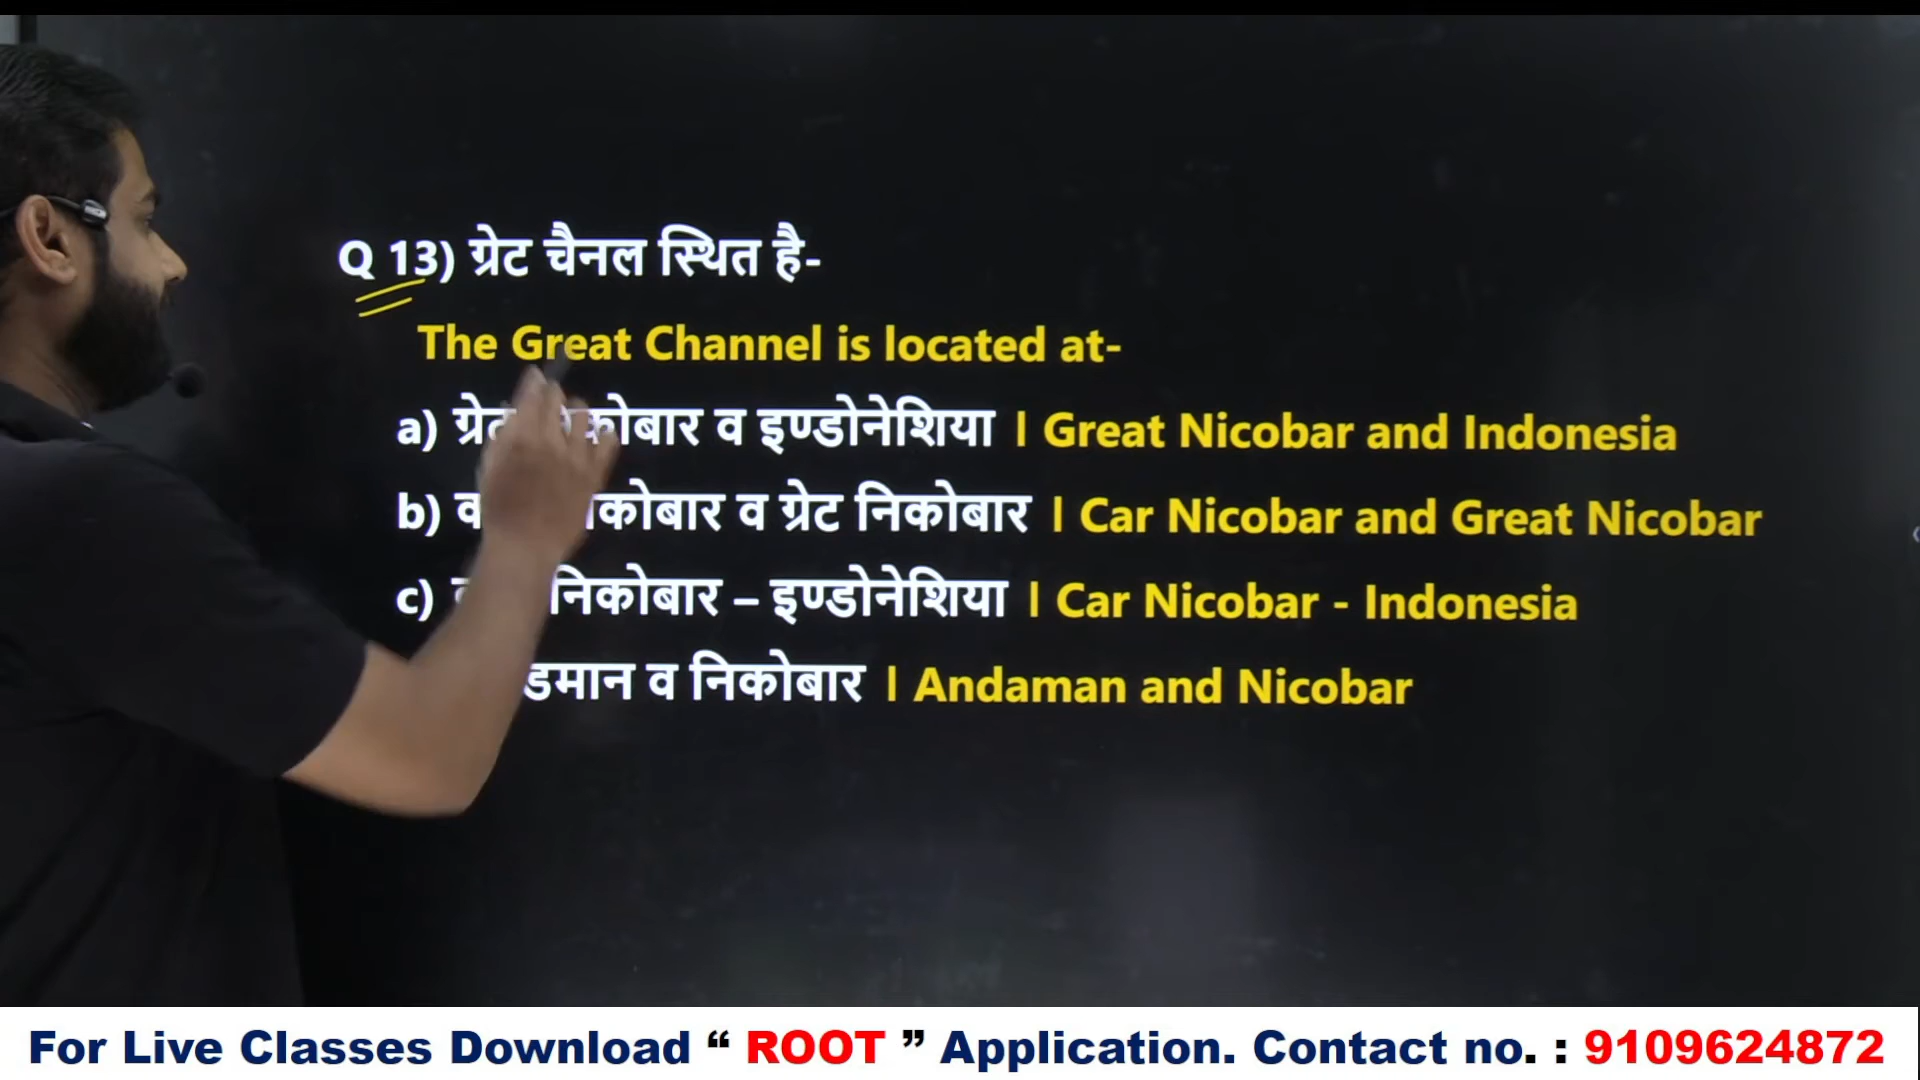 Q 13) ग्रेट चैनल स्थित है-
The Great Channel is located at-
a) व इण्डोनेशिया | Great Nicobar and Indonesia
b) व ग्रेट निकोबार | Car Nicobar and Great Nicobar
c) निकोबार – इण्डोनेशिया | Car Nicobar - Indonesia
व निकोबार | Andaman and Nicobar
For Live Classes Download “ ROOT ” Application. Contact no. : 9109624872